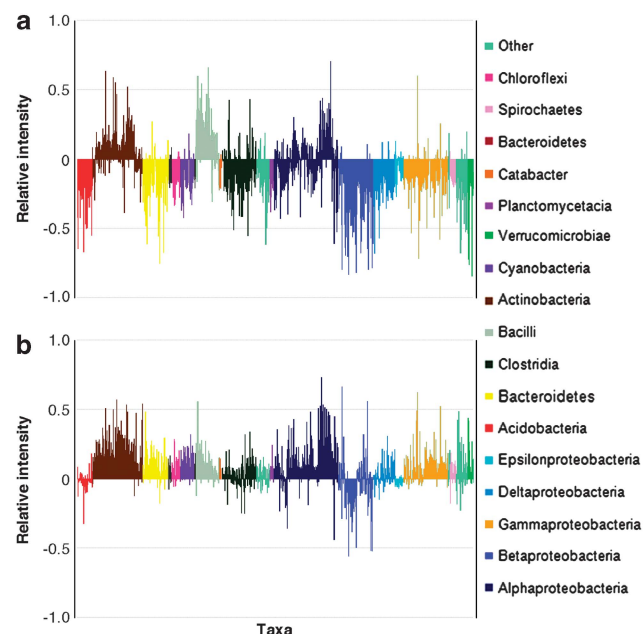 a
1.0
0.5
0
-0.5
-1.0
Relative intensity
b
1.0
0.5
0
-0.5
-1.0
Relative intensity
Taxa
Other
Chloroflexi
Spirochaetes
Bacteroidetes
Catabacter
Planctomycetacia
Verrucomicrobiae
Cyanobacteria
Actinobacteria
Bacilli
Clostridia
Bacteroidetes
Acidobacteria
Epsilonproteobacteria
Deltaproteobacteria
Gammaproteobacteria
Betaproteobacteria
Alphaproteobacteria